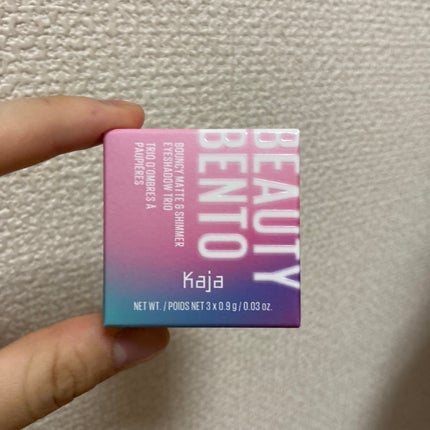 BEAUTY
BENTO
BOUNCY MATTE & SHIMMER
EYESHADOW TRIO
TRIO D'OMBRES À
PAUPIÈRES
Kaja
NET WT. / POIDS NET 3 x 0.9 g / 0.03 oz.